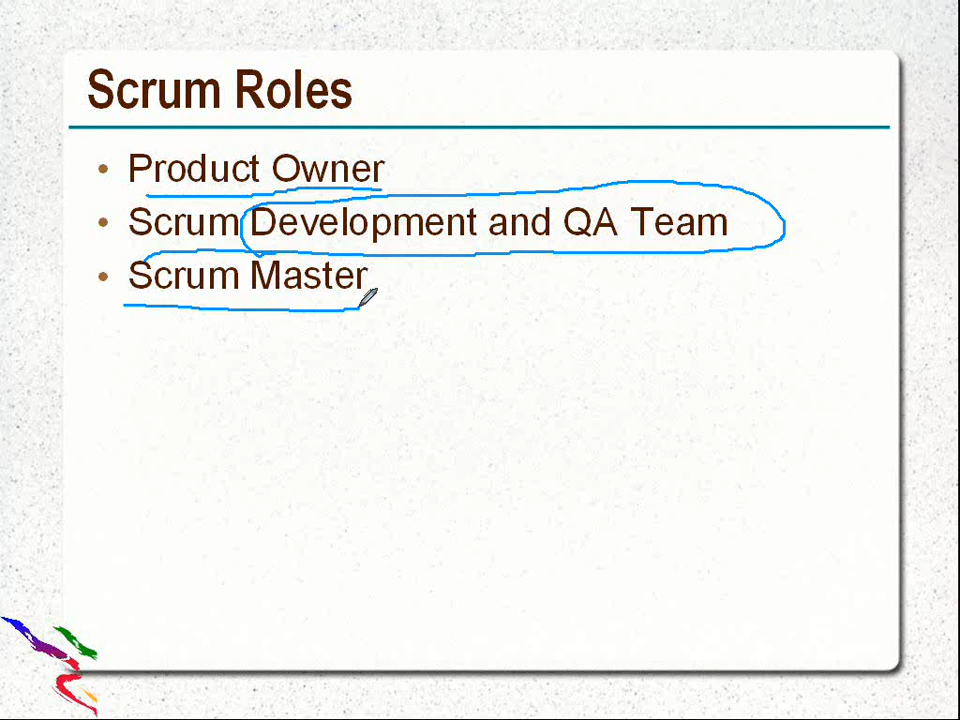 Scrum Roles
• Product Owner
• Scrum Development and QA Team
• Scrum Master